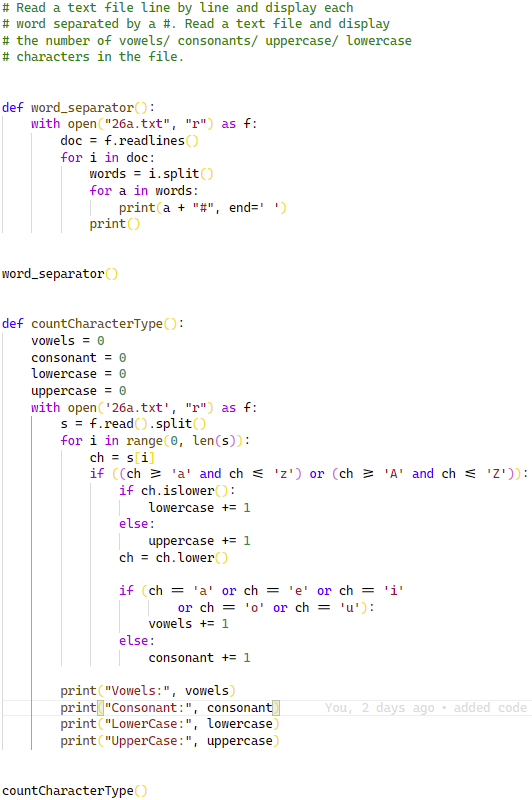 # Read a text file line by line and display each
# word separated by a #. Read a text file and display
# the number of vowels/ consonants/ uppercase/ lowercase
# characters in the file.
def word_separator():
    with open("26a.txt", "r") as f:
        doc = f.readlines()
        for i in doc:
            words = i.split()
            for a in words:
                print(a + "#", end=' ')
            print()
word_separator()
def countCharacterType():
    vowels = 0
    consonant = 0
    lowercase = 0
    uppercase = 0
    with open('26a.txt', "r") as f:
        s = f.read().split()
        for i in range(0, len(s)):
            ch = s[i]
            if ((ch ≥ 'a' and ch ≤ 'z') or (ch ≥ 'A' and ch ≤ 'Z')):
                if ch.islower():
                    lowercase += 1
                else:
                    uppercase += 1
                ch = ch.lower()
                if (ch == 'a' or ch == 'e' or ch == 'i'
                        or ch == 'o' or ch == 'u'):
                    vowels += 1
                else:
                    consonant += 1
        print("Vowels:", vowels)
        print("Consonant:", consonant) You, 2 days ago • added code
        print("LowerCase:", lowercase)
        print("UpperCase:", uppercase)
countCharacterType()